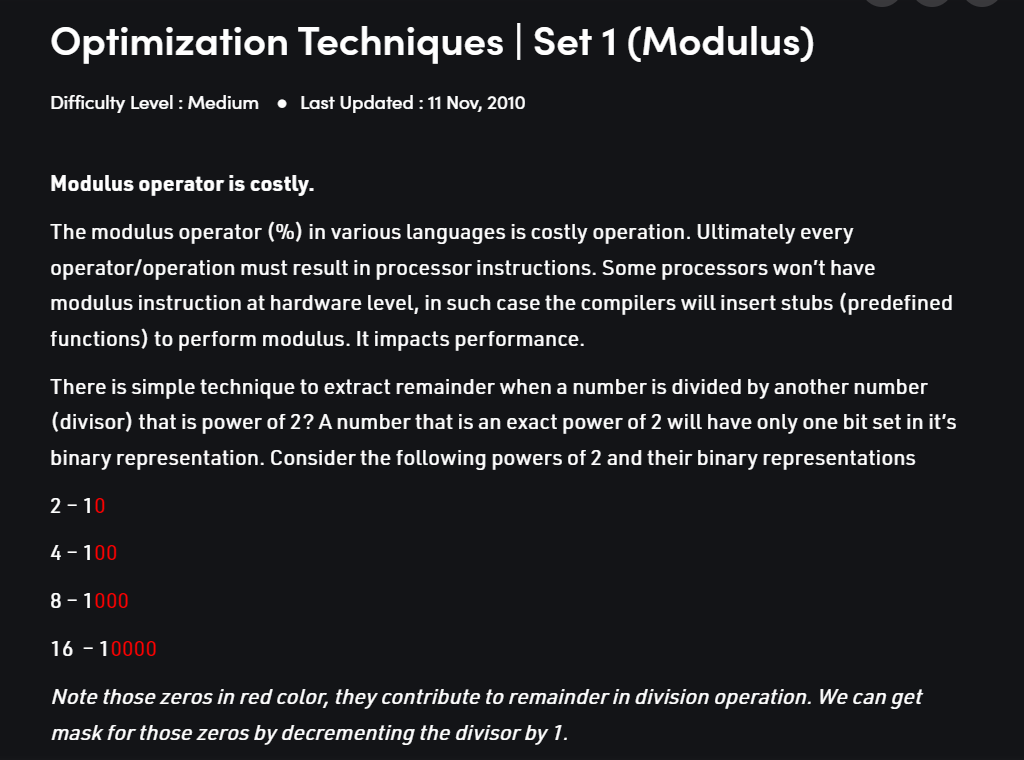 Optimization Techniques | Set 1 (Modulus)
Difficulty Level : Medium ● Last Updated : 11 Nov, 2010
Modulus operator is costly.
The modulus operator (%) in various languages is costly operation. Ultimately every
operator/operation must result in processor instructions. Some processors won't have
modulus instruction at hardware level, in such case the compilers will insert stubs (predefined
functions) to perform modulus. It impacts performance.
There is simple technique to extract remainder when a number is divided by another number
(divisor) that is power of 2? A number that is an exact power of 2 will have only one bit set in it's
binary representation. Consider the following powers of 2 and their binary representations
2 – 10
4 – 100
8 – 1000
16 – 10000
Note those zeros in red color, they contribute to remainder in division operation. We can get
mask for those zeros by decrementing the divisor by 1.